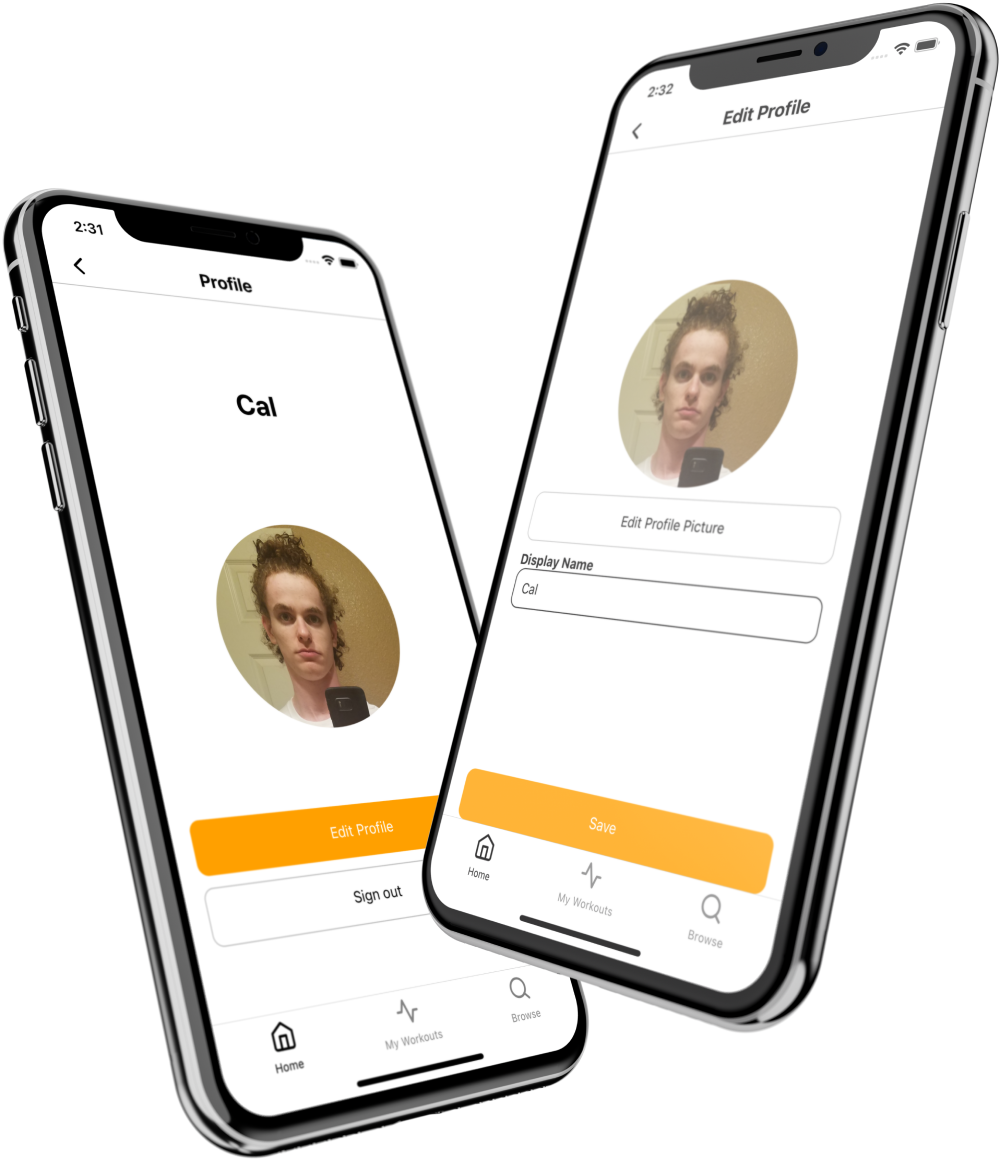 2:31
Profile
Cal
Edit Profile
Sign out
Home
My Workouts
Browse
2:32
Edit Profile
Edit Profile Picture
Display Name
Cal
Save
Home
My Workouts
Browse